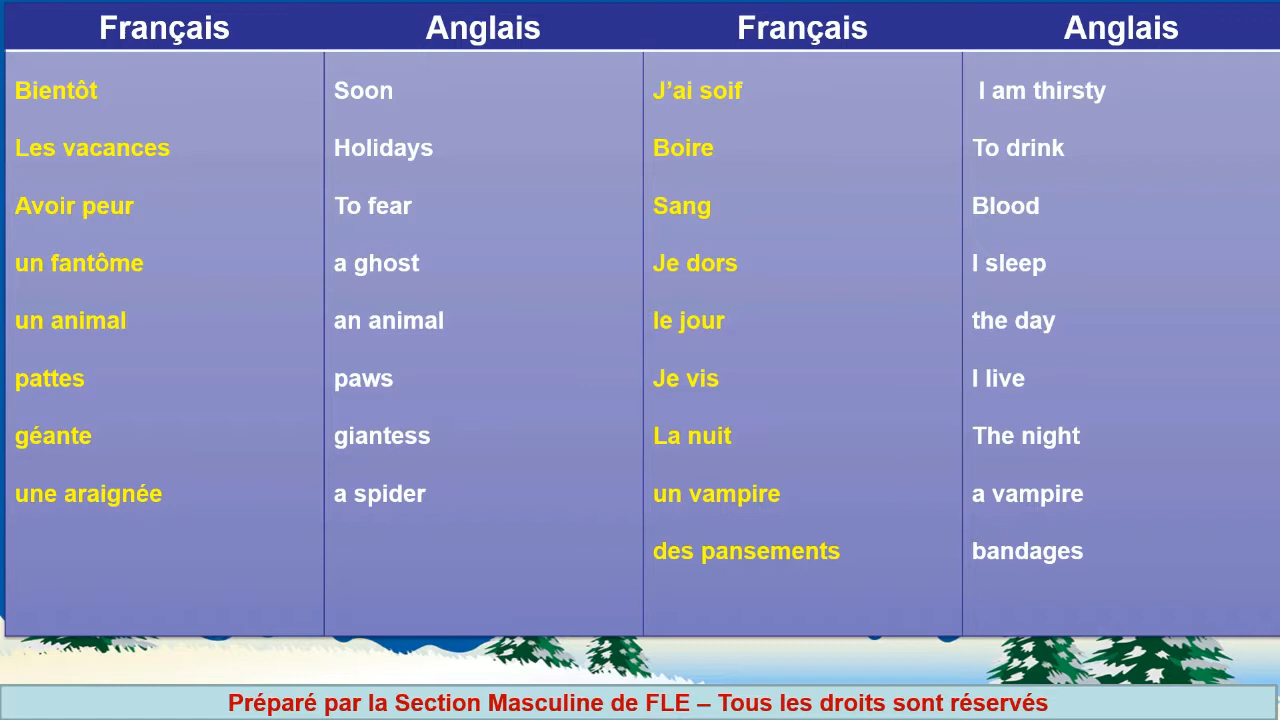 Français Anglais Français Anglais
Bientôt Soon J’ai soif I am thirsty
Les vacances Holidays Boire To drink
Avoir peur To fear Sang Blood
un fantôme a ghost Je dors I sleep
un animal an animal le jour the day
pattes paws Je vis I live
géante giantess La nuit The night
une araignée a spider un vampire a vampire
des pansements bandages
Préparé par la Section Masculine de FLE – Tous les droits sont réservés